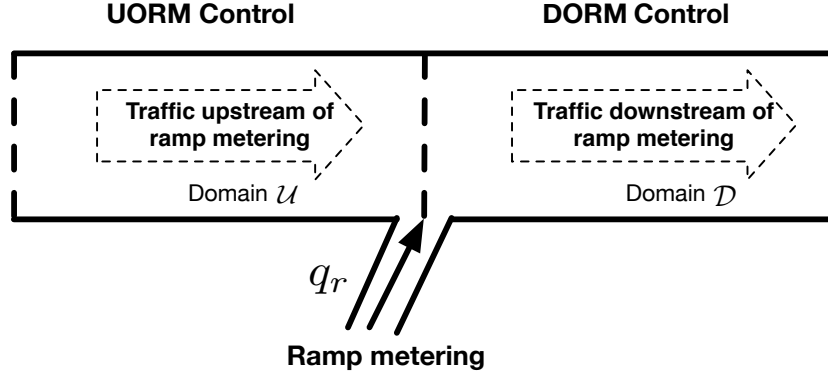 UORM Control
DORM Control
Traffic upstream of
ramp metering
Traffic downstream of
ramp metering
Domain 𝒰
Domain 𝒟
q_r
Ramp metering